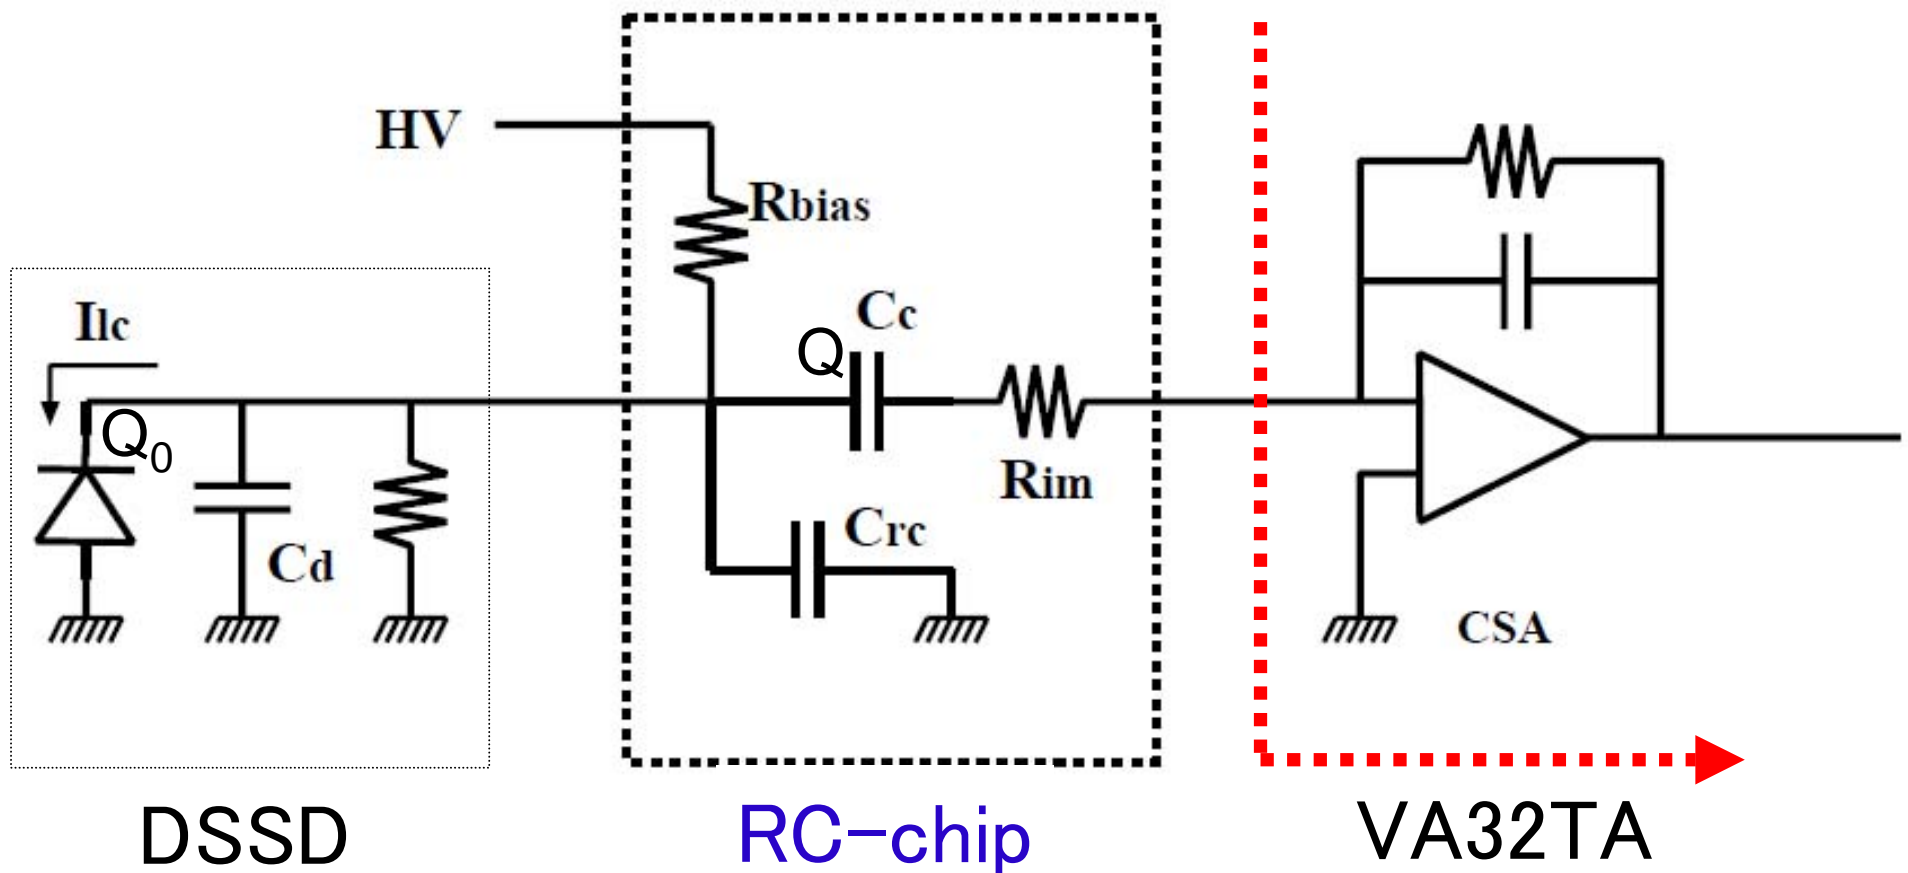 HV
Rbias
Ilc
Cc
Q
Q0
Rim
Crc
Cd
CSA
DSSD
RC-chip
VA32TA